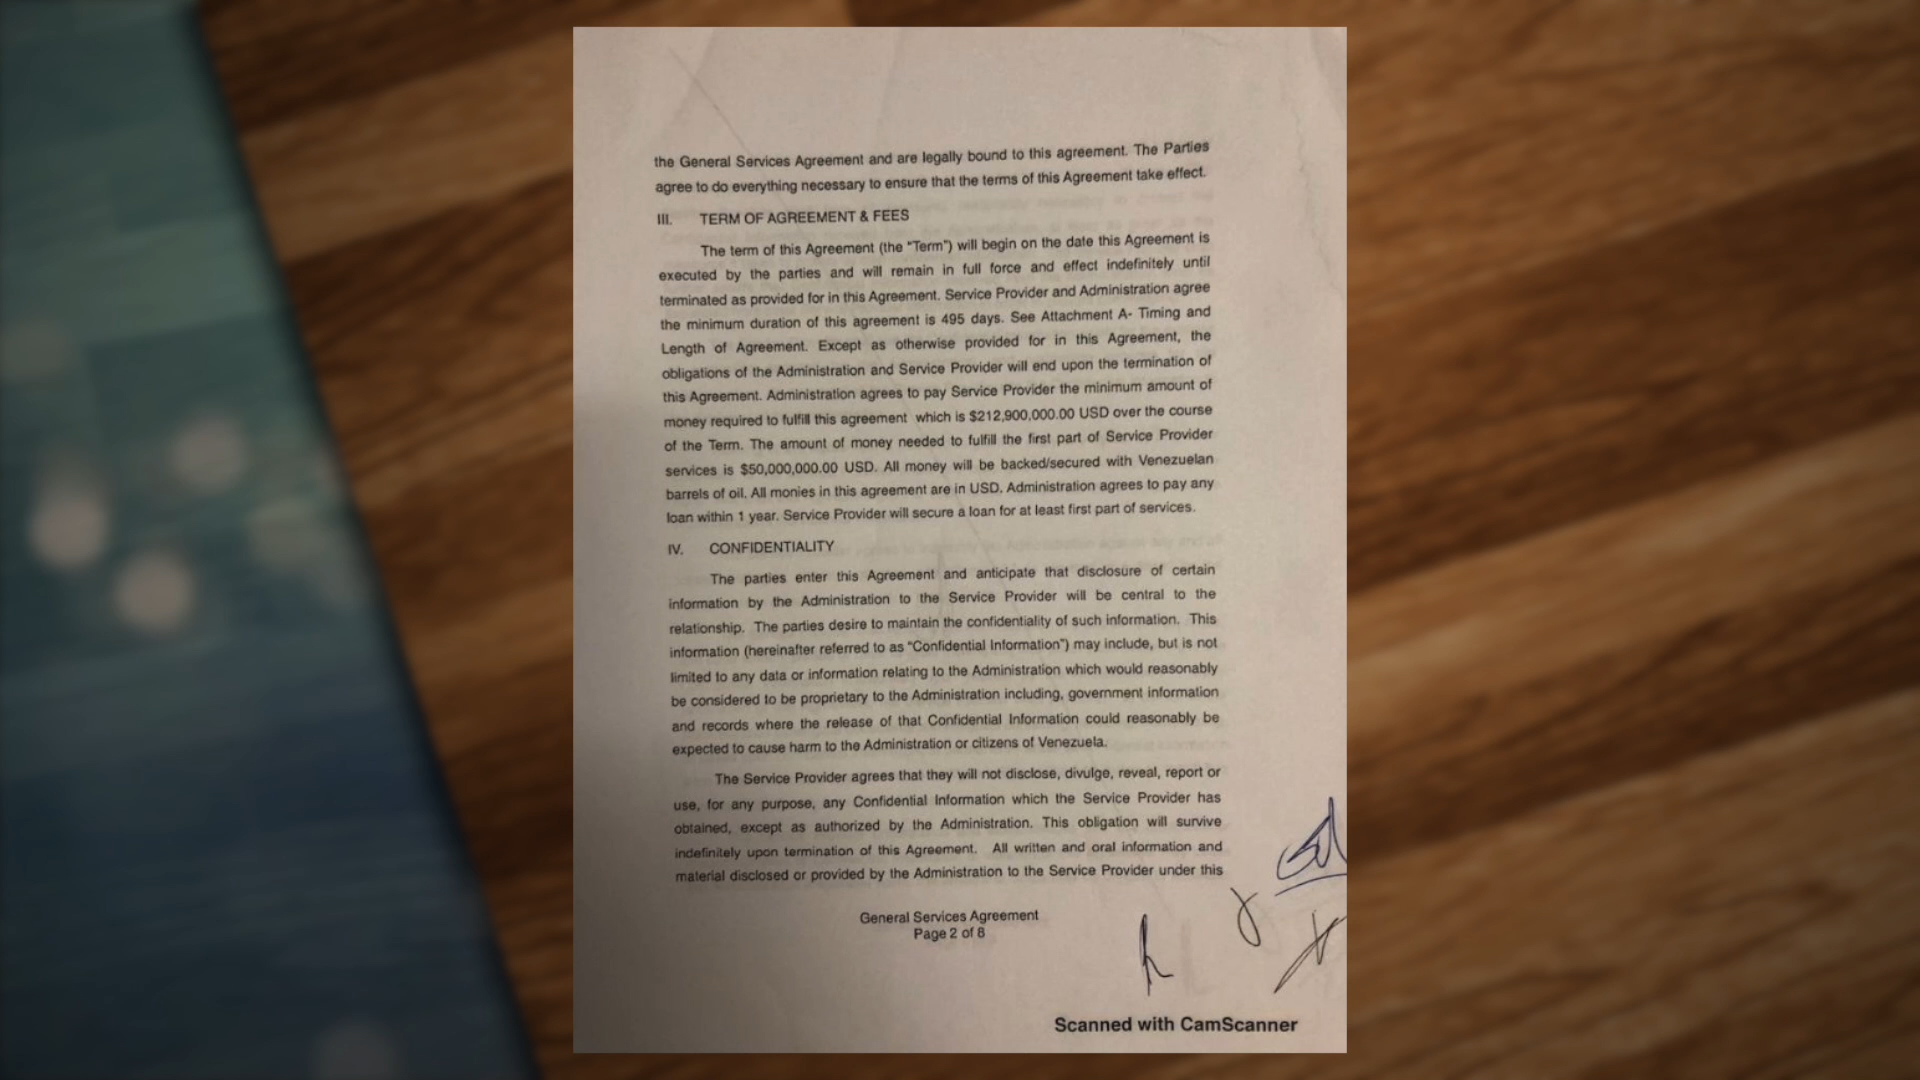 the General Services Agreement and are legally bound to this agreement. The Parties
agree to do everything necessary to ensure that the terms of this Agreement take effect.
III. TERM OF AGREEMENT & FEES
The term of this Agreement (the "Term") will begin on the date this Agreement is
executed by the parties and will remain in full force and effect indefinitely until
terminated as provided for in this Agreement. Service Provider and Administration agree
the minimum duration of this agreement is 495 days. See Attachment A- Timing and
Length of Agreement. Except as otherwise provided for in this Agreement, the
obligations of the Administration and Service Provider will end upon the termination of
this Agreement. Administration agrees to pay Service Provider the minimum amount of
money required to fulfill this agreement which is $212,900,000.00 USD over the course
of the Term. The amount of money needed to fulfill the first part of Service Provider
services is $50,000,000.00 USD. All money will be backed/secured with Venezuelan
barrels of oil. All monies in this agreement are in USD. Administration agrees to pay any
loan within 1 year. Service Provider will secure a loan for at least first part of services.
IV. CONFIDENTIALITY
The parties enter this Agreement and anticipate that disclosure of certain
information by the Administration to the Service Provider will be central to the
relationship. The parties desire to maintain the confidentiality of such information. This
information (hereinafter referred to as "Confidential Information") may include, but is not
limited to any data or information relating to the Administration which would reasonably
be considered to be proprietary to the Administration including, government information
and records where the release of that Confidential Information could reasonably be
expected to cause harm to the Administration or citizens of Venezuela.
The Service Provider agrees that they will not disclose, divulge, reveal, report or
use, for any purpose, any Confidential Information which the Service Provider has
obtained, except as authorized by the Administration. This obligation will survive
indefinitely upon termination of this Agreement. All written and oral information and
material disclosed or provided by the Administration to the Service Provider under this
General Services Agreement
Page 2 of 8
Scanned with CamScanner